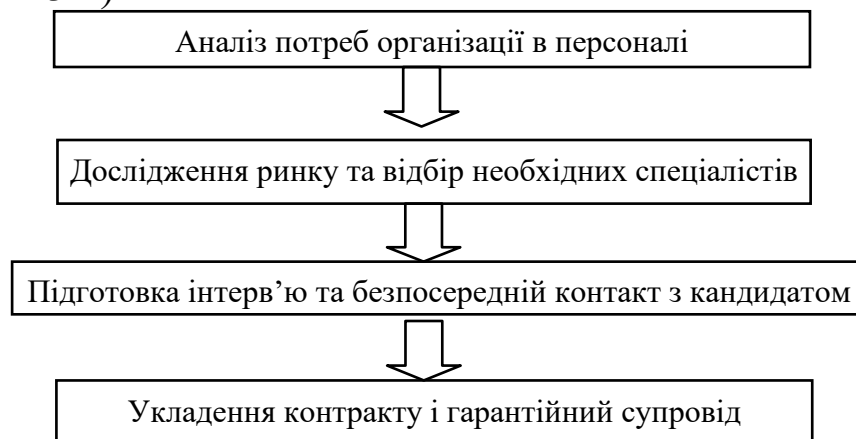 Аналіз потреб організації в персоналі
Дослідження ринку та відбір необхідних спеціалістів
Підготовка інтерв’ю та безпосередній контакт з кандидатом
Укладення контракту і гарантійний супровід